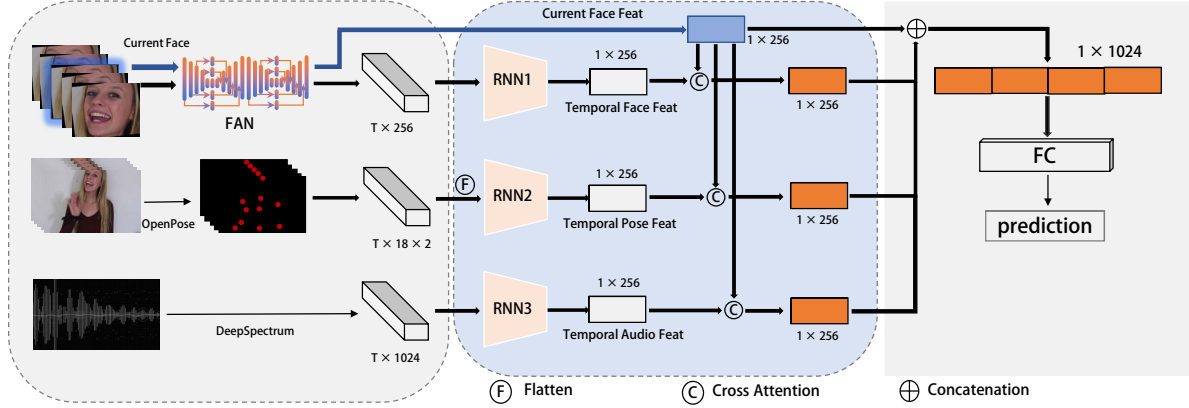 Current Face
FAN
T × 256
OpenPose
T × 18 × 2
DeepSpectrum
T × 1024
Current Face Feat
1 × 256
RNN1
1 × 256
Temporal Face Feat
C
1 × 256
F
RNN2
1 × 256
Temporal Pose Feat
C
1 × 256
RNN3
1 × 256
Temporal Audio Feat
C
1 × 256
1 × 1024
FC
prediction
F Flatten
C Cross Attention
Concatenation